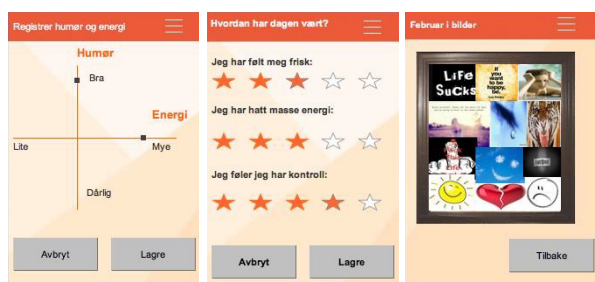 Registrer humør og energi
Humør
Bra
Energi
Lite
Mye
Dårlig
Avbryt
Lagre
Hvordan har dagen vært?
Jeg har følt meg frisk:
Jeg har hatt masse energi:
Jeg føler jeg har kontroll:
Avbryt
Lagre
Februar i bilder
LiFe
SucKs
if
you
want
to be
happy,
be.
Tilbake